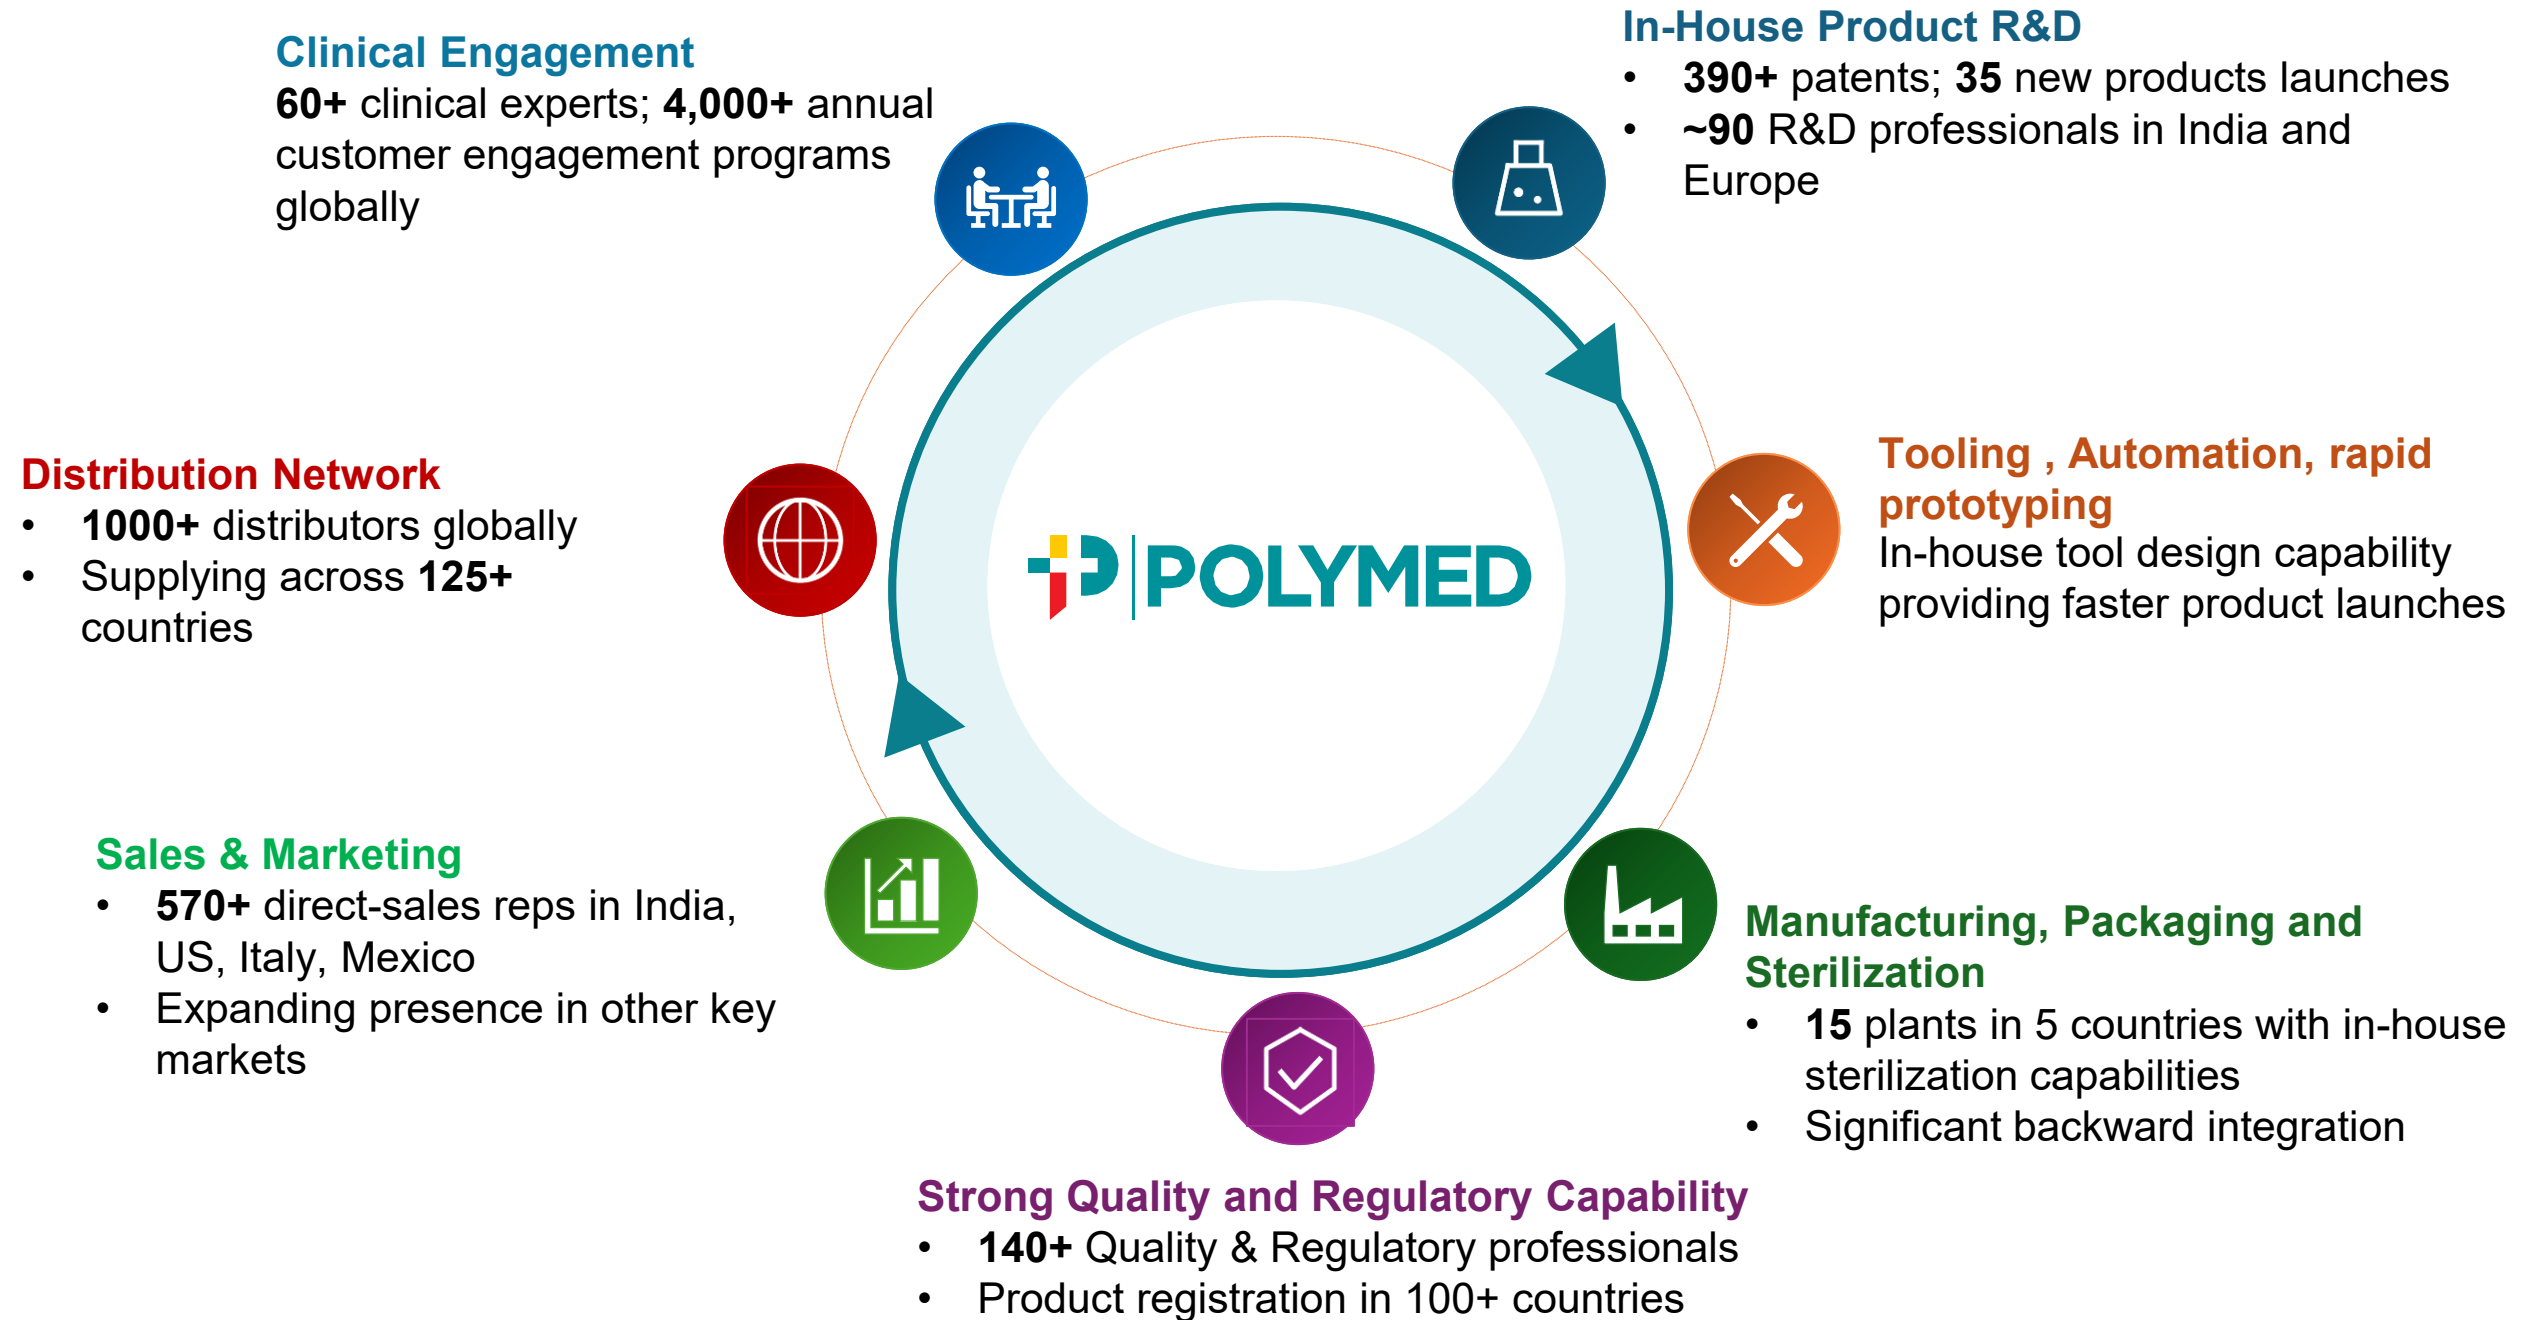 Clinical Engagement
60+ clinical experts; 4,000+ annual
customer engagement programs
globally
In-House Product R&D
• 390+ patents; 35 new products launches
• ~90 R&D professionals in India and
Europe
Tooling , Automation, rapid
prototyping
In-house tool design capability
providing faster product launches
Manufacturing, Packaging and
Sterilization
• 15 plants in 5 countries with in-house
sterilization capabilities
• Significant backward integration
Strong Quality and Regulatory Capability
• 140+ Quality & Regulatory professionals
• Product registration in 100+ countries
Sales & Marketing
• 570+ direct-sales reps in India,
US, Italy, Mexico
• Expanding presence in other key
markets
Distribution Network
• 1000+ distributors globally
• Supplying across 125+
countries
POLYMED